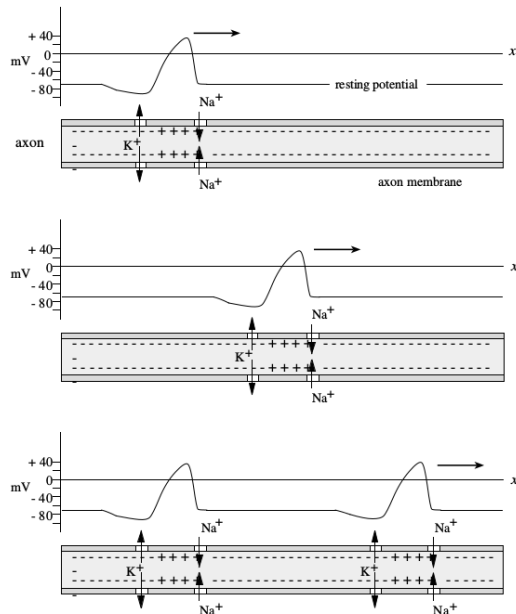 + 40
0
mV
- 40
- 80
x
resting potential
Na+
axon
K+
+ + + +
+ + + +
Na+
axon membrane
+ 40
0
mV
- 40
- 80
x
Na+
K+
+ + + +
+ + + +
Na+
+ 40
0
mV
- 40
- 80
x
Na+ Na+
+ + + + + + + +
K+ K+
+ + + + + + + +
Na+ Na+